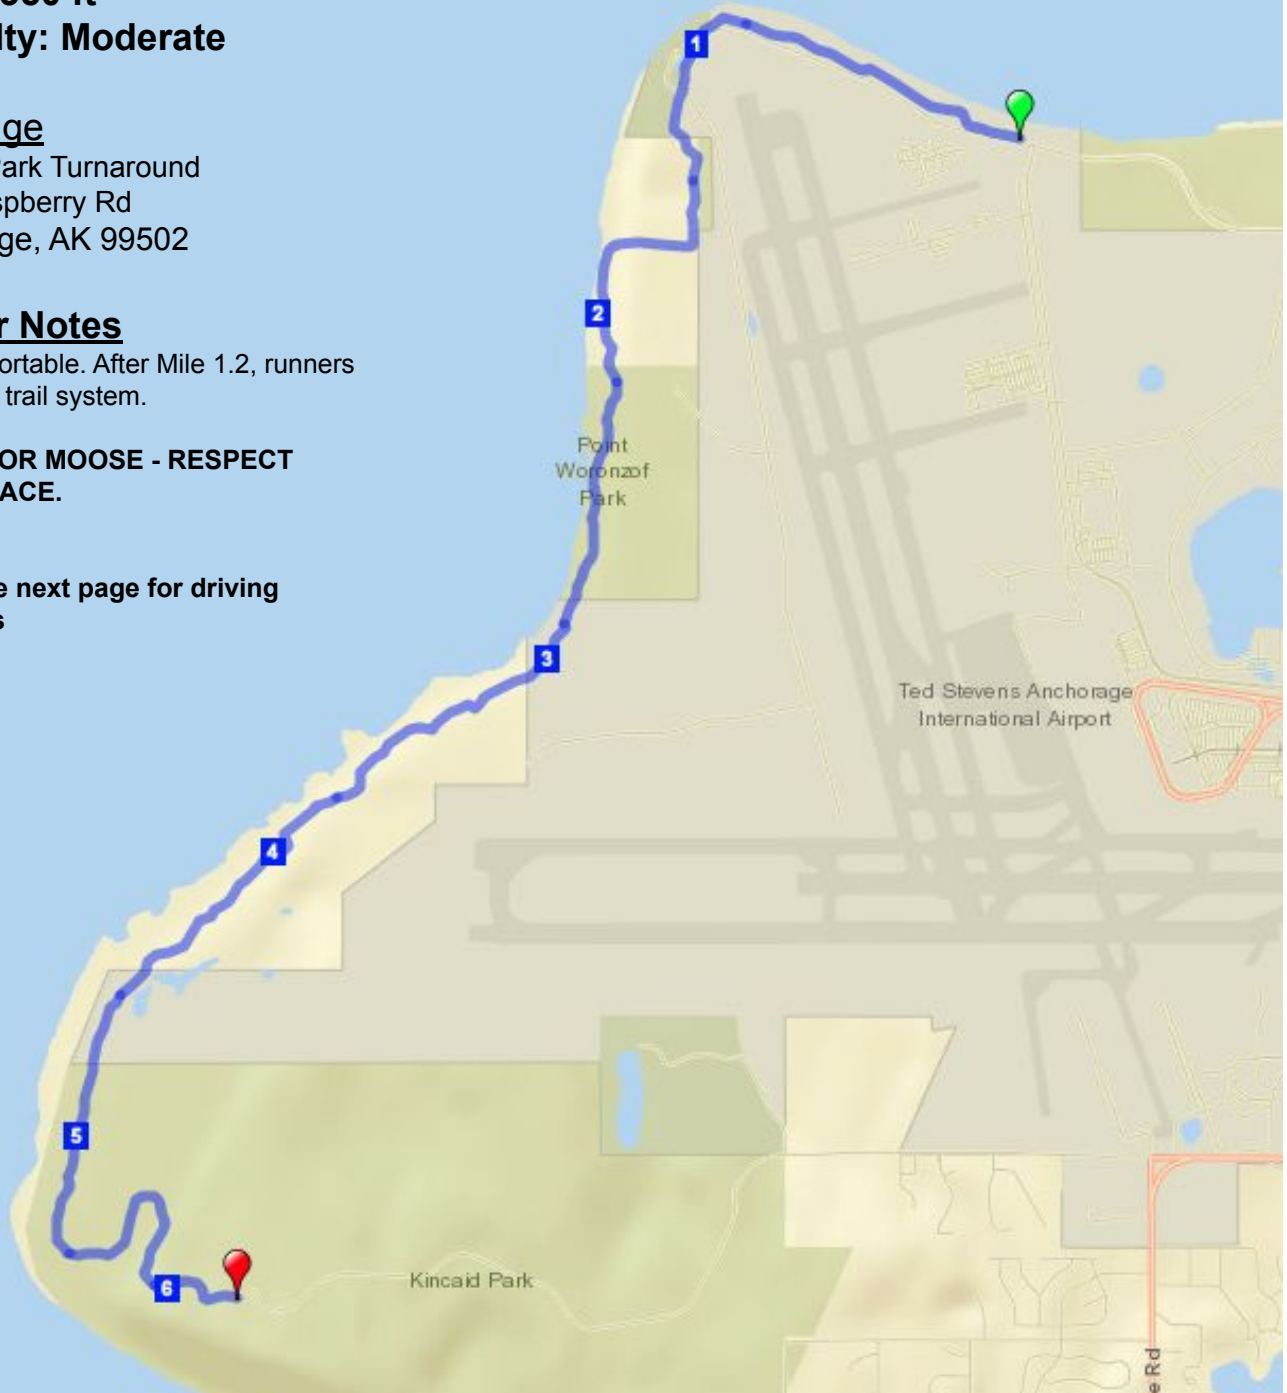 lty: Moderate
ge
Park Turnaround
spberry Rd
ge, AK 99502
r Notes
ortable. After Mile 1.2, runners
trail system.
OR MOOSE - RESPECT
ACE.
e next page for driving
s
1
2
Point
Woronzof
Park
3
Ted Stevens Anchorage
International Airport
4
5
6
Kincaid Park
e Rd